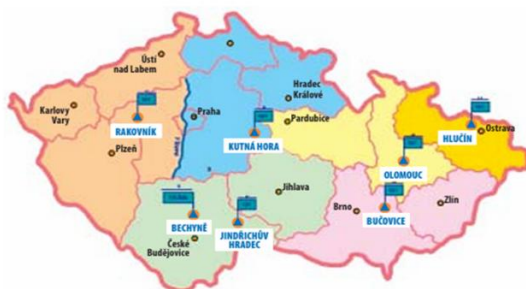 Ústí
nad Labem
Karlovy
Vary
RAKOVNÍK
Plzeň
Praha
Hradec
Králové
KUTNÁ HORA
Pardubice
HLUČÍN
Ostrava
OLOMOUC
Jihlava
BECHYNĚ
JINDŘICHŮV
HRADEC
České
Budějovice
Brno
BUČOVICE
Zlín